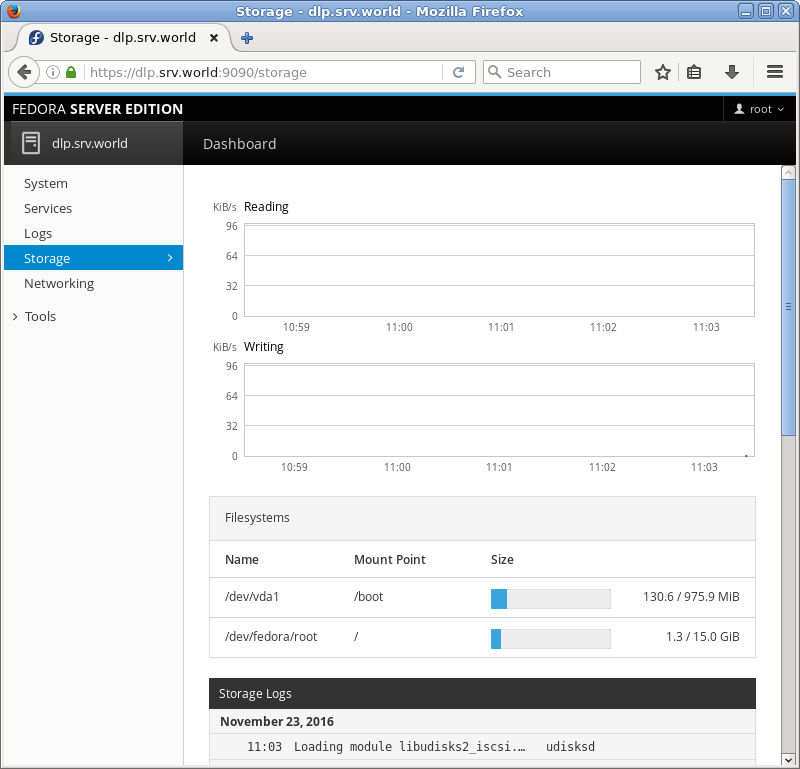 Storage - dlp.srv.world - Mozilla Firefox
Storage - dlp.srv.world
https://dlp.srv.world:9090/storage
Search
FEDORA SERVER EDITION
root
dlp.srv.world
Dashboard
System
Services
Logs
Storage
Networking
Tools
KiB/s Reading
96
64
32
0
10:59 11:00 11:01 11:02 11:03
KiB/s Writing
96
64
32
0
10:59 11:00 11:01 11:02 11:03
Filesystems
Name Mount Point Size
/dev/vda1 /boot 130.6 / 975.9 MiB
/dev/fedora/root / 1.3 / 15.0 GiB
Storage Logs
November 23, 2016
11:03 Loading module libudisks2_iscsi.… udisksd